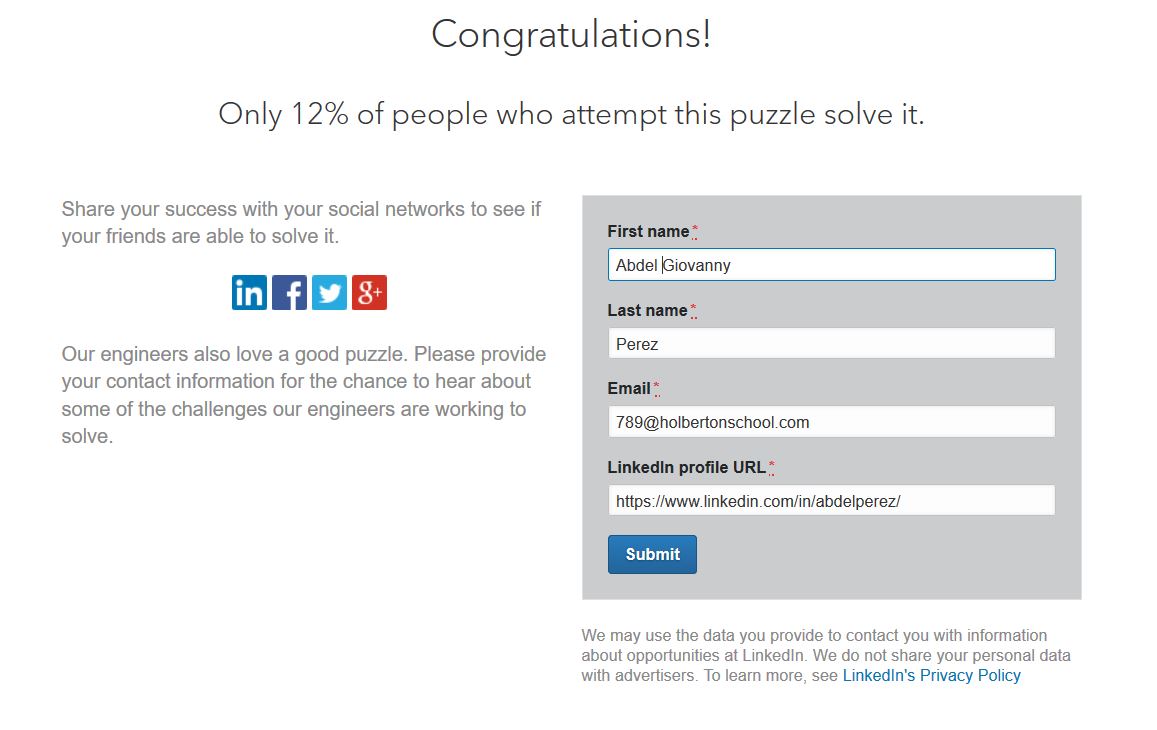 Congratulations!
Only 12% of people who attempt this puzzle solve it.
Share your success with your social networks to see if
your friends are able to solve it.
in f g+
Our engineers also love a good puzzle. Please provide
your contact information for the chance to hear about
some of the challenges our engineers are working to
solve.
First name*
Abdel Giovanny
Last name*
Perez
Email*
789@holbertonschool.com
LinkedIn profile URL*
https://www.linkedin.com/in/abdelperez/
Submit
We may use the data you provide to contact you with information
about opportunities at LinkedIn. We do not share your personal data
with advertisers. To learn more, see LinkedIn's Privacy Policy